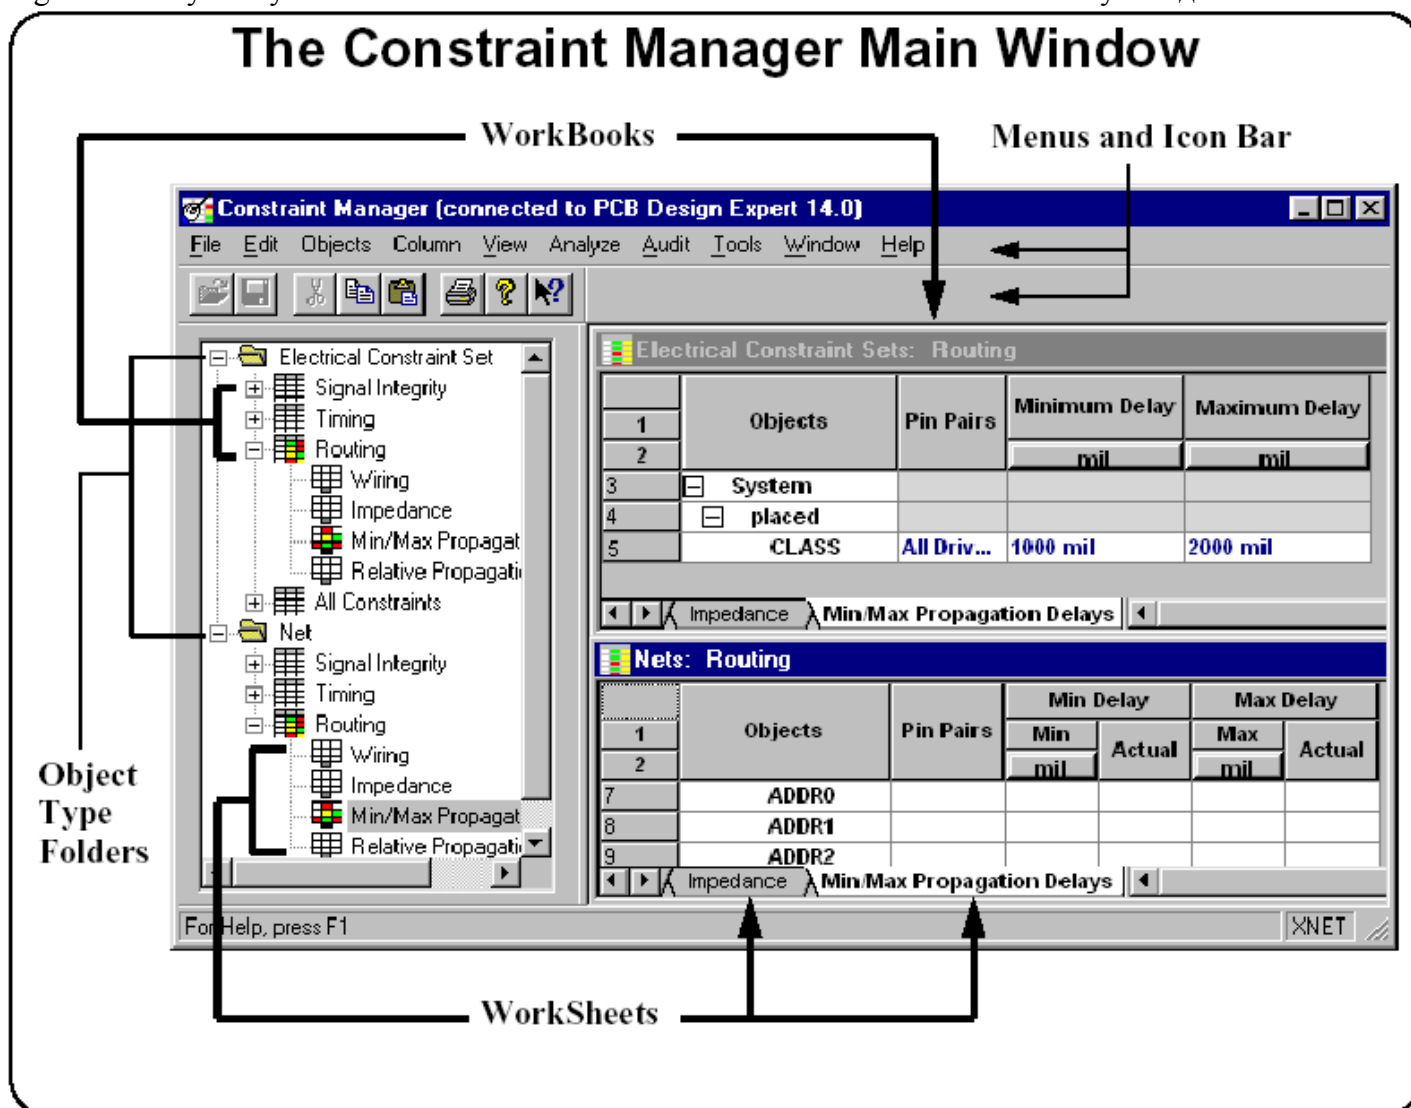 The Constraint Manager Main Window
WorkBooks
Menus and Icon Bar
Constraint Manager (connected to PCB Design Expert 14.0)
File Edit Objects Column View Analyze Audit Tools Window Help
Electrical Constraint Set
Signal Integrity
Timing
Routing
Wiring
Impedance
Min/Max Propagat
Relative Propagati
All Constraints
Net
Signal Integrity
Timing
Routing
Wiring
Impedance
Min/Max Propagat
Relative Propagati
Object
Type
Folders
Electrical Constraint Sets: Routing
Objects Pin Pairs Minimum Delay Maximum Delay
1
2 mil mil
3 System
4 placed
5 CLASS All Driv... 1000 mil 2000 mil
Impedance Min/Max Propagation Delays
Nets: Routing
Objects Pin Pairs Min Delay Max Delay
1 Min Actual Max Actual
2 mil mil
7 ADDR0
8 ADDR1
9 ADDR2
Impedance Min/Max Propagation Delays
For Help, press F1
XNET
WorkSheets